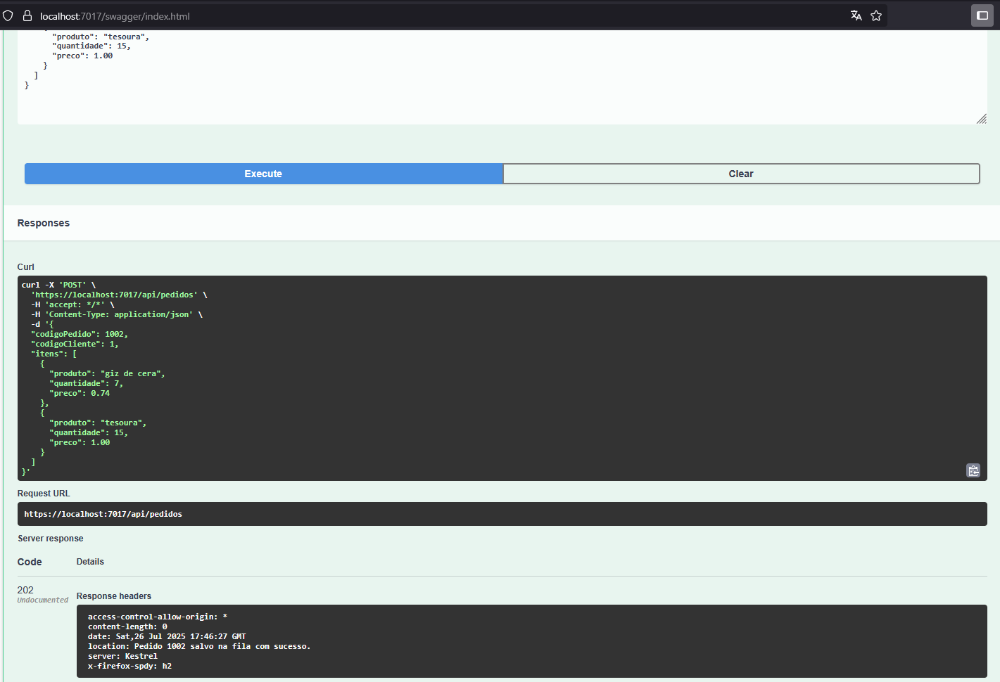 localhost:7017/swagger/index.html
"produto": "tesoura",
"quantidade": 15,
"preco": 1.00
}
]
}
Execute
Clear
Responses
Curl
curl -X 'POST' \
'https://localhost:7017/api/pedidos' \
-H 'accept: */*' \
-H 'Content-Type: application/json' \
-d '{
"codigoPedido": 1002,
"codigoCliente": 1,
"itens": [
{
"produto": "giz de cera",
"quantidade": 7,
"preco": 0.74
},
{
"produto": "tesoura",
"quantidade": 15,
"preco": 1.00
}
]
}'
Request URL
https://localhost:7017/api/pedidos
Server response
Code Details
202
Undocumented
Response headers
access-control-allow-origin: *
content-length: 0
date: Sat,26 Jul 2025 17:46:27 GMT
location: Pedido 1002 salvo na fila com sucesso.
server: Kestrel
x-firefox-spdy: h2